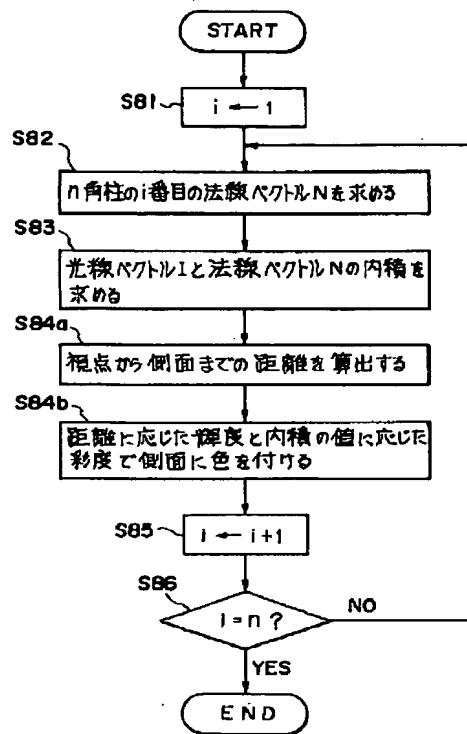 START
S81
i ← 1
S82
n角柱のi番目の法線ベクトルNを求める
S83
光線ベクトルIと法線ベクトルNの内積を
求める
S84a
視点から側面までの距離を算出する
S84b
距離に応じた輝度と内積の値に応じた
彩度で側面に色を付ける
S85
i ← i+1
S86
i = n ?
NO
YES
END